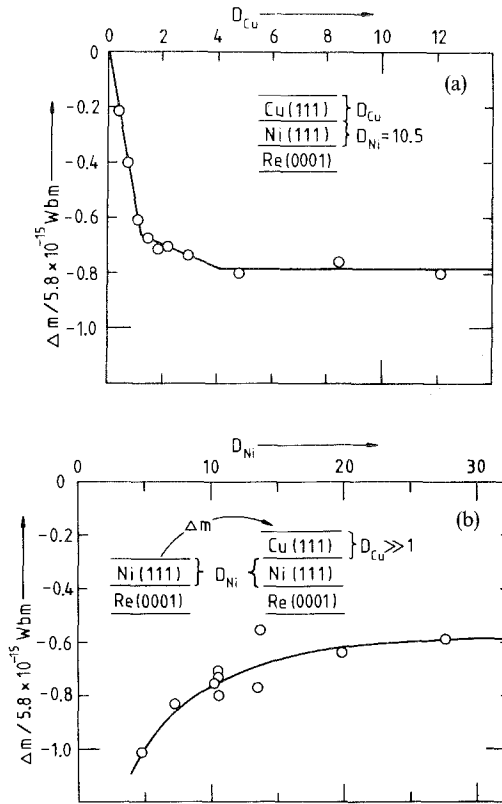 D_Cu
0 2 4 6 8 10 12
0
-0.2
-0.4
-0.6
-0.8
-1.0
Δm/5.8 × 10⁻¹⁵ Wbm
(a)
Cu(111) } D_Cu
Ni(111) } D_Ni=10.5
Re(0001)
D_Ni
0 10 20 30
0
-0.2
-0.4
-0.6
-0.8
-1.0
Δm/5.8 × 10⁻¹⁵ Wbm
(b)
Δm
Cu(111) } D_Cu≫1
Ni(111) } D_Ni { Ni(111)
Re(0001) Re(0001)